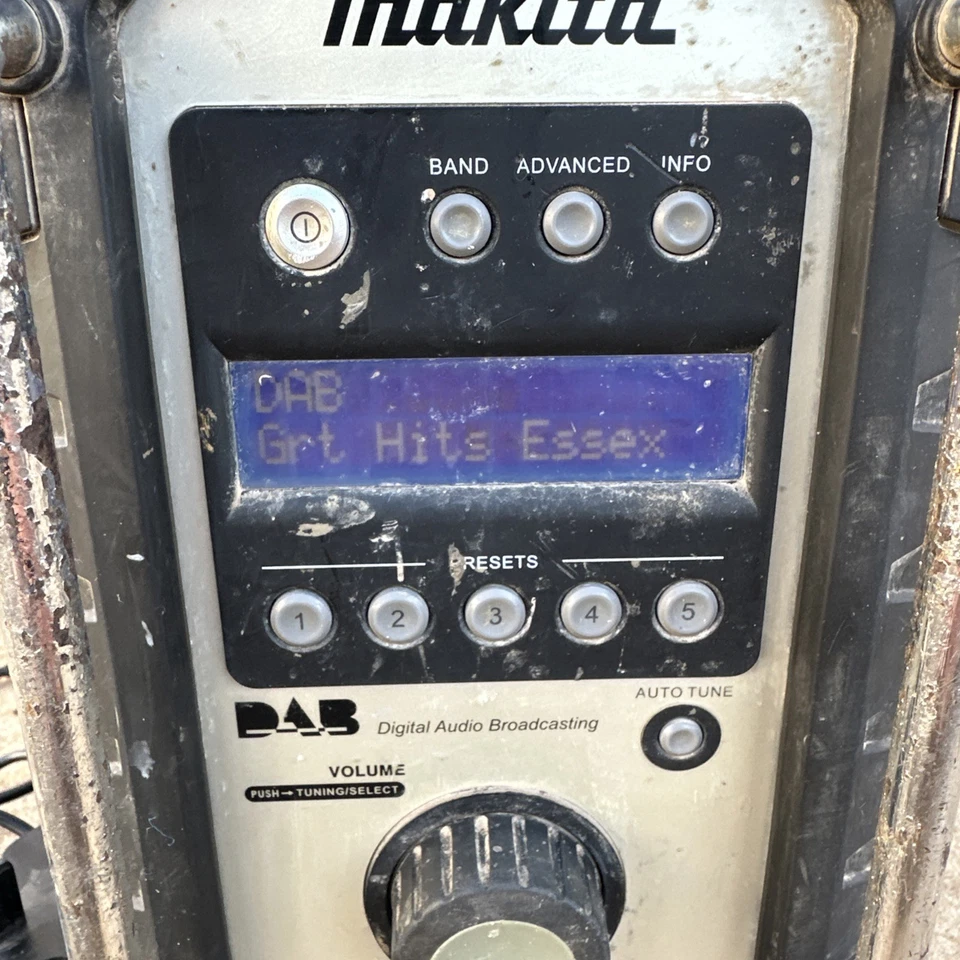 makita
BAND ADVANCED INFO
DAB
Grt Hits Essex
PRESETS
1 2 3 4 5
AUTO TUNE
DAB Digital Audio Broadcasting
VOLUME
PUSH→TUNING/SELECT